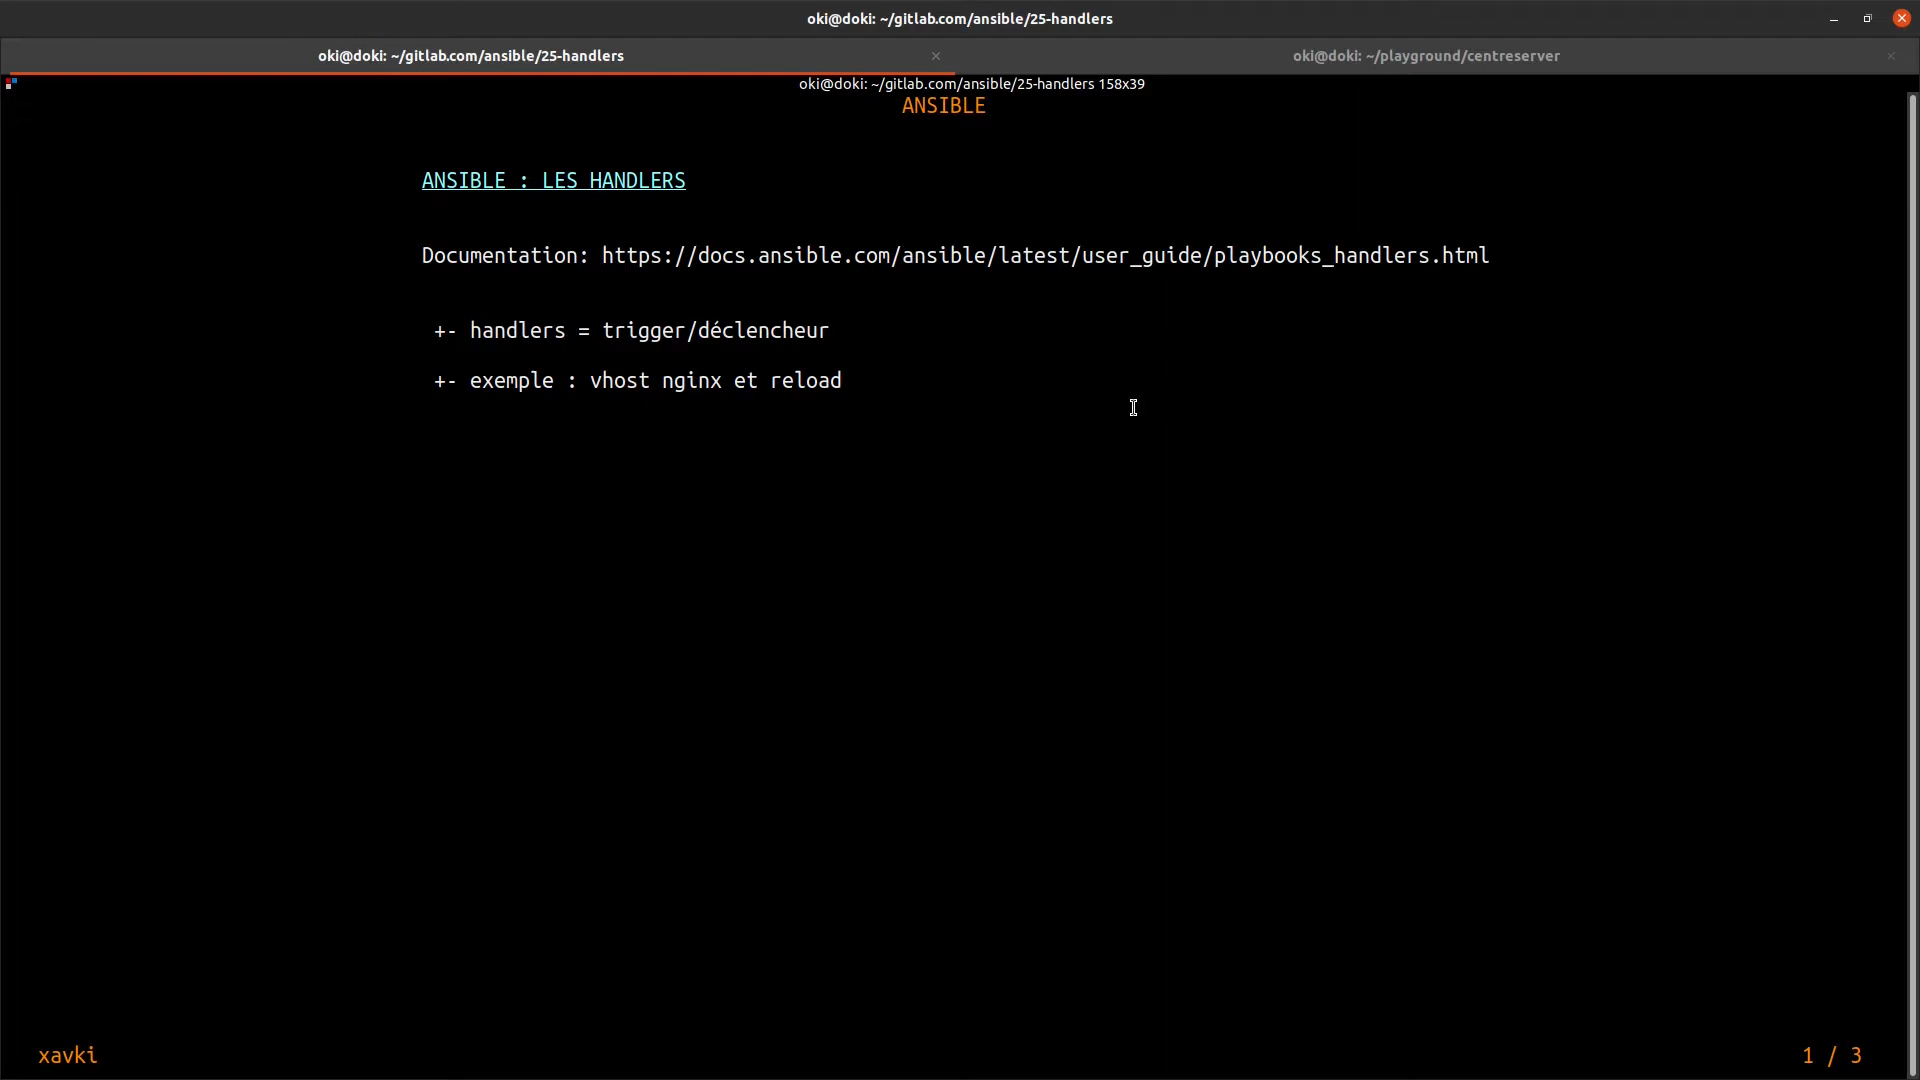 oki@doki: ~/gitlab.com/ansible/25-handlers
oki@doki: ~/gitlab.com/ansible/25-handlers
oki@doki: ~/playground/centreserver
oki@doki: ~/gitlab.com/ansible/25-handlers 158x39
ANSIBLE
ANSIBLE : LES HANDLERS
Documentation: https://docs.ansible.com/ansible/latest/user_guide/playbooks_handlers.html
+- handlers = trigger/déclencheur
+- exemple : vhost nginx et reload
xavki
1 / 3